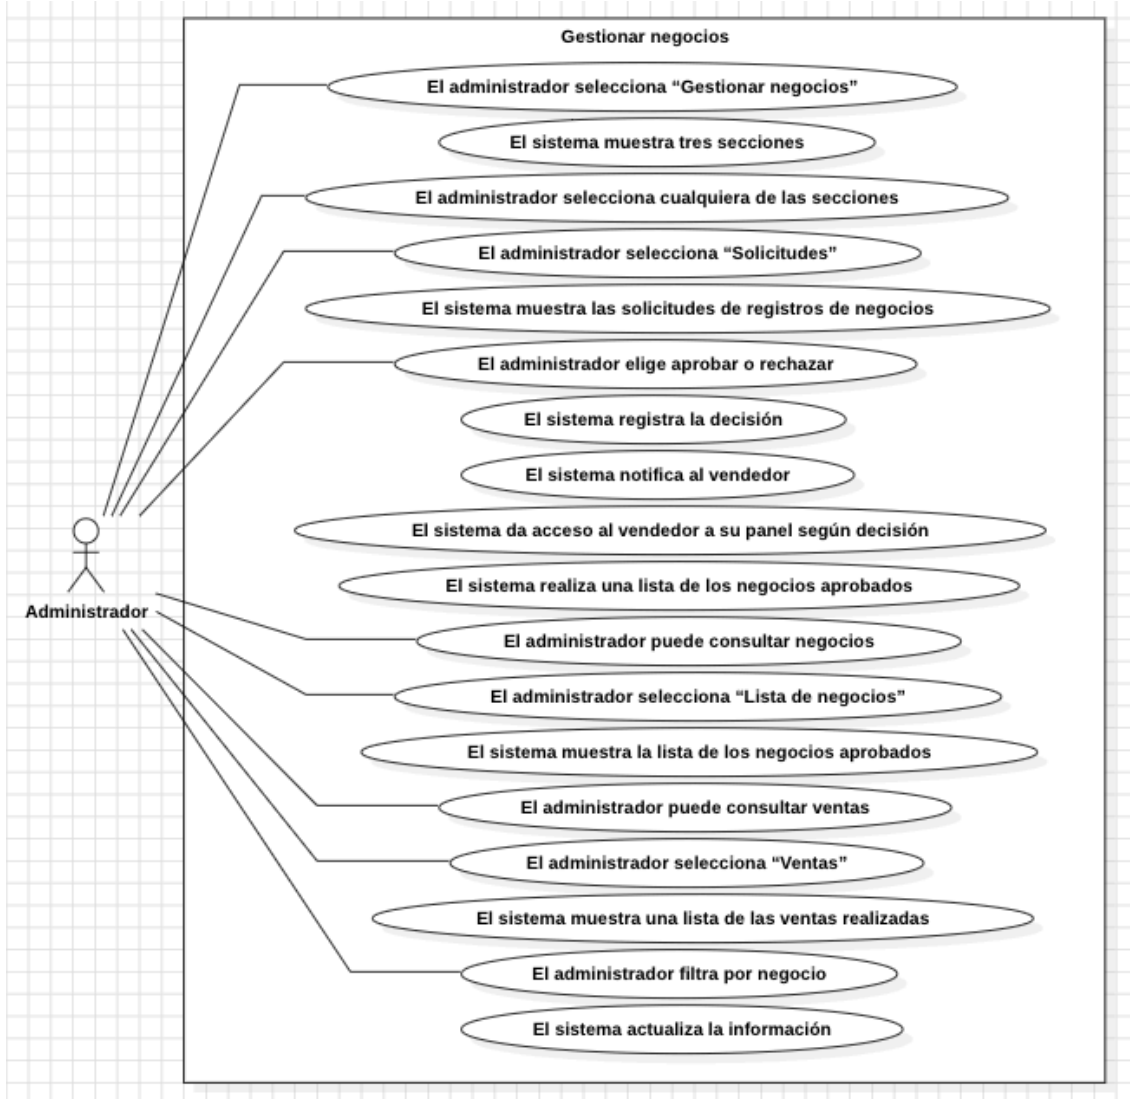 Gestionar negocios
El administrador selecciona “Gestionar negocios”
El sistema muestra tres secciones
El administrador selecciona cualquiera de las secciones
El administrador selecciona “Solicitudes”
El sistema muestra las solicitudes de registros de negocios
El administrador elige aprobar o rechazar
El sistema registra la decisión
El sistema notifica al vendedor
El sistema da acceso al vendedor a su panel según decisión
El sistema realiza una lista de los negocios aprobados
Administrador
El administrador puede consultar negocios
El administrador selecciona “Lista de negocios”
El sistema muestra la lista de los negocios aprobados
El administrador puede consultar ventas
El administrador selecciona “Ventas”
El sistema muestra una lista de las ventas realizadas
El administrador filtra por negocio
El sistema actualiza la información